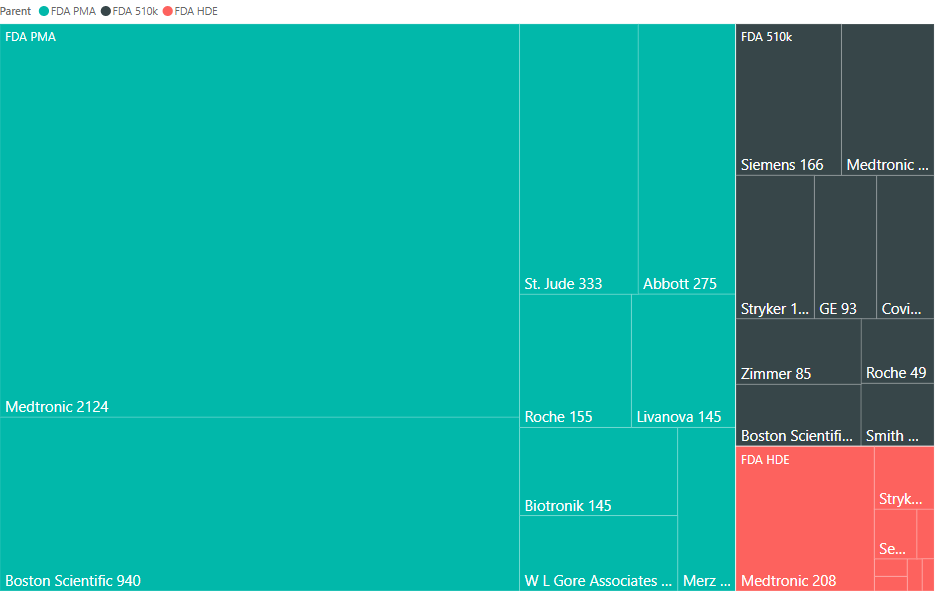 Parent FDA PMA FDA 510k FDA HDE
FDA PMA
Medtronic 2124
Boston Scientific 940
St. Jude 333
Abbott 275
Roche 155
Livanova 145
Biotronik 145
W L Gore Associates ...
Merz ...
FDA 510k
Siemens 166
Medtronic ...
Stryker 1...
GE 93
Covi...
Zimmer 85
Roche 49
Boston Scientifi...
Smith ...
FDA HDE
Medtronic 208
Stryk...
Se...